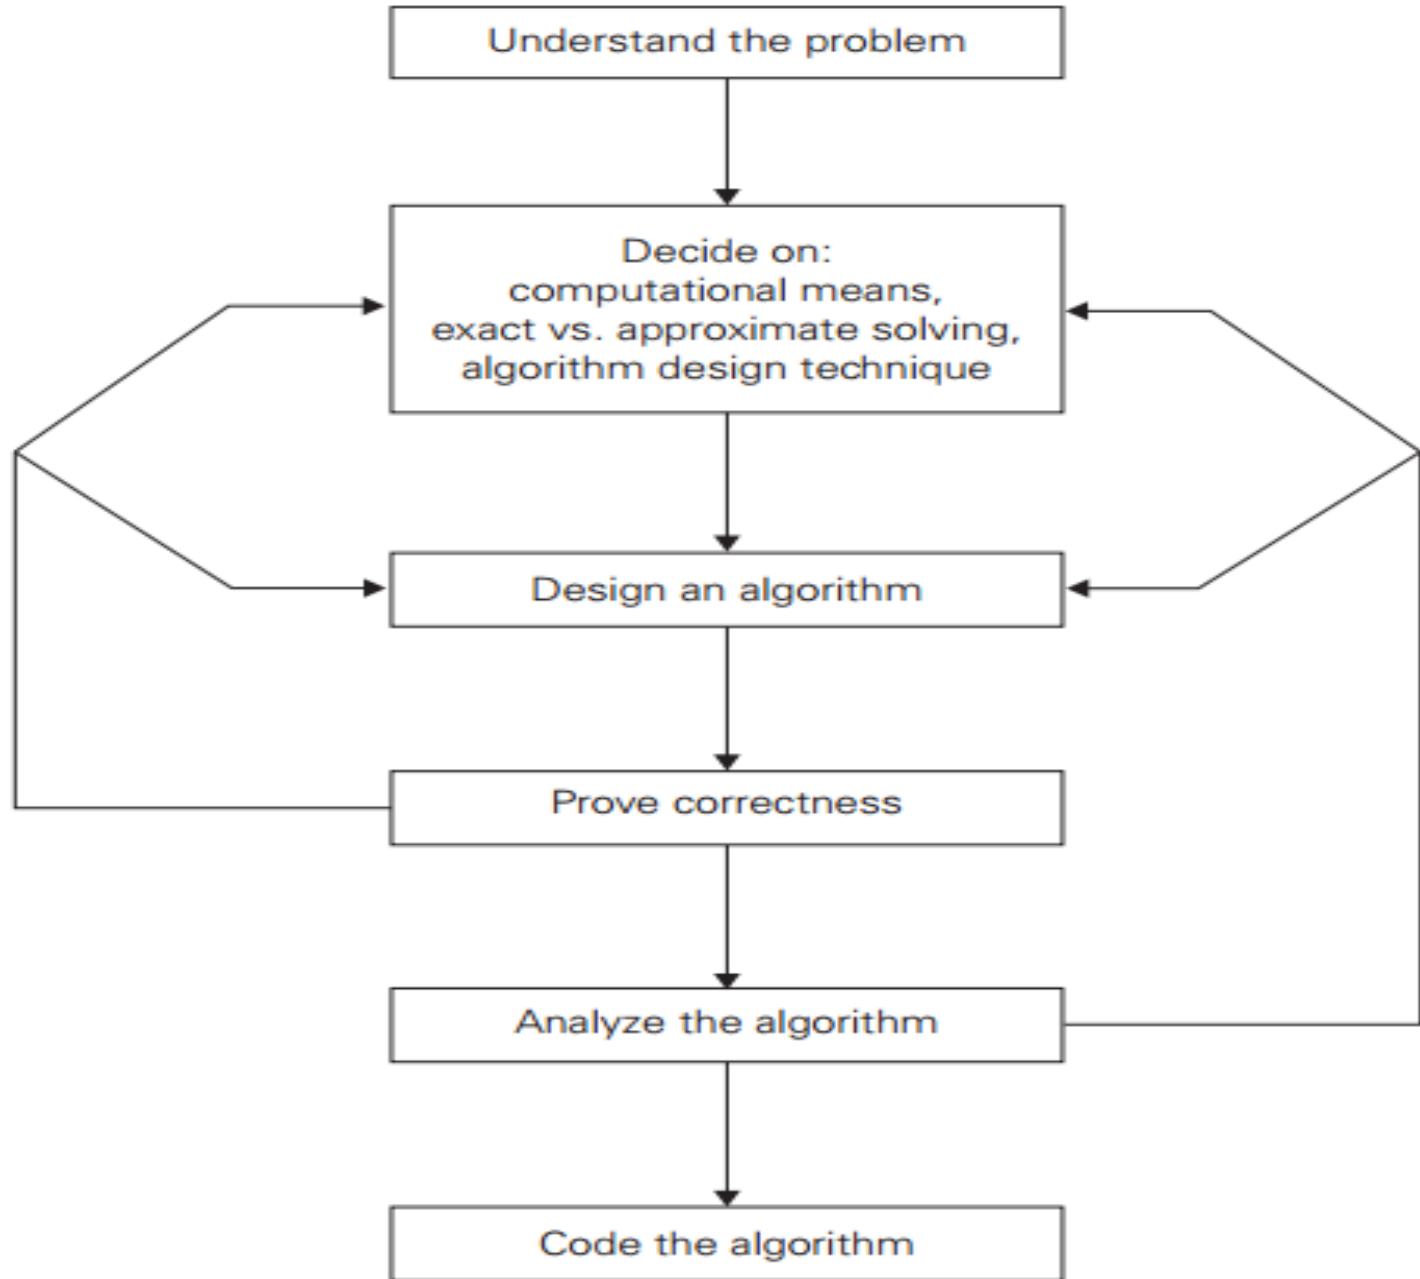 Understand the problem
Decide on:
computational means,
exact vs. approximate solving,
algorithm design technique
Design an algorithm
Prove correctness
Analyze the algorithm
Code the algorithm